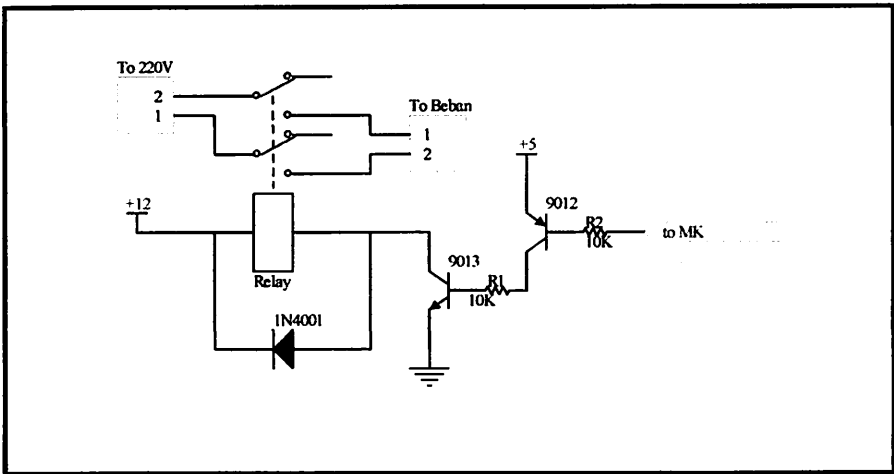 To 220V
2
1
To Beban
1
2
+5
+12
9012
R2
10K
to MK
9013
R1
10K
Relay
1N4001